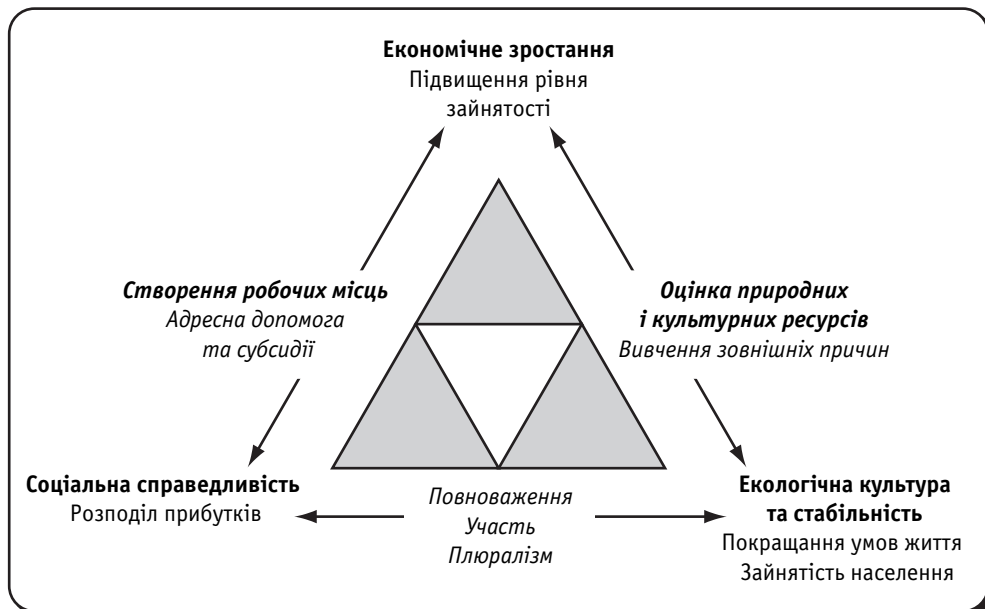 Економічне зростання
Підвищення рівня
зайнятості
Створення робочих місць
Адресна допомога
та субсидії
Оцінка природних
і культурних ресурсів
Вивчення зовнішніх причин
Соціальна справедливість
Розподіл прибутків
Повноваження
Участь
Плюралізм
Екологічна культура
та стабільність
Покращання умов життя
Зайнятість населення